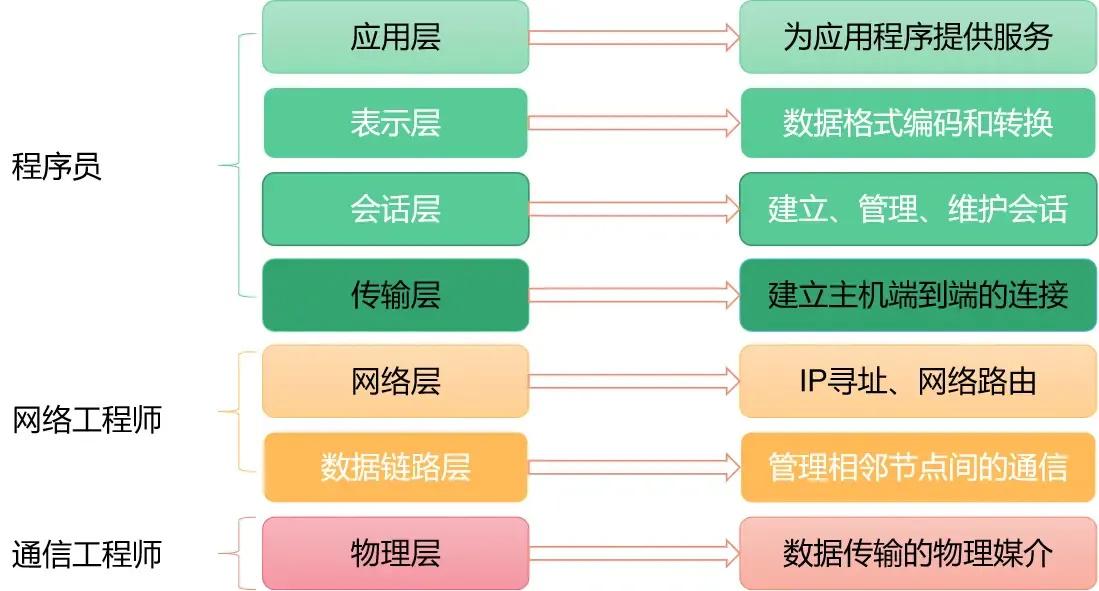 应用层
为应用程序提供服务
表示层
数据格式编码和转换
程序员
会话层
建立、管理、维护会话
传输层
建立主机端到端的连接
网络层
IP寻址、网络路由
网络工程师
数据链路层
管理相邻节点间的通信
通信工程师
物理层
数据传输的物理媒介